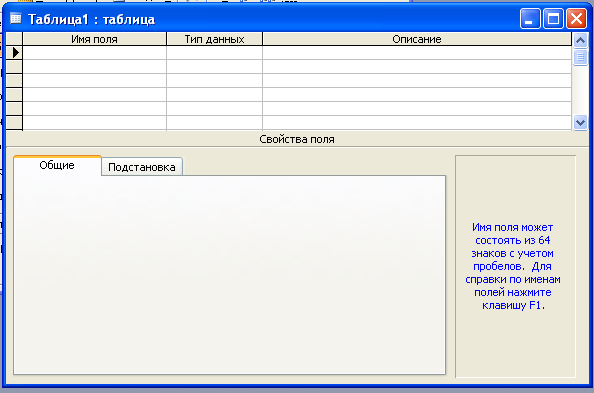 Таблица1 : таблица
Имя поля Тип данных Описание
Свойства поля
Общие Подстановка
Имя поля может
состоять из 64
знаков с учетом
пробелов. Для
справки по именам
полей нажмите
клавишу F1.